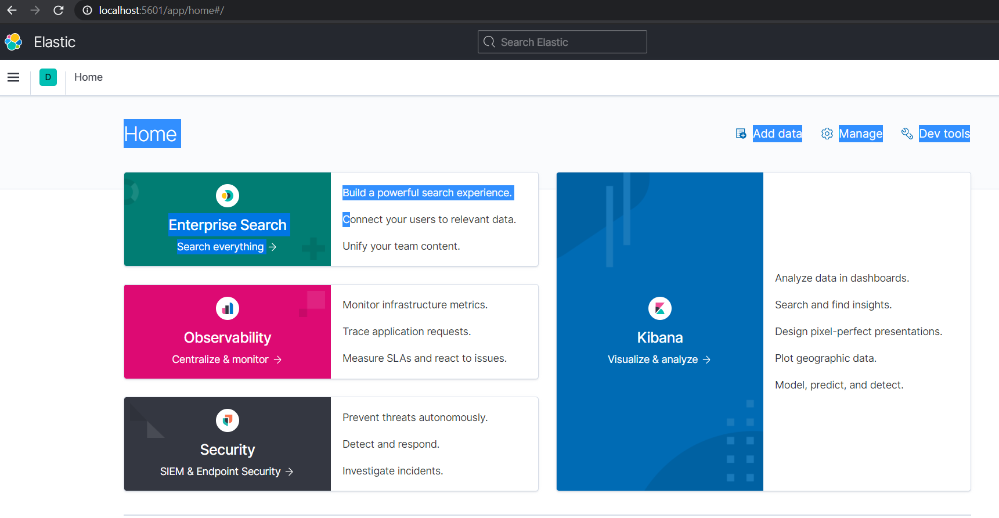 localhost:5601/app/home#/
Elastic
Search Elastic
D
Home
Home
Add data
Manage
Dev tools
Enterprise Search
Search everything →
Build a powerful search experience.
Connect your users to relevant data.
Unify your team content.
Observability
Centralize & monitor →
Monitor infrastructure metrics.
Trace application requests.
Measure SLAs and react to issues.
Security
SIEM & Endpoint Security →
Prevent threats autonomously.
Detect and respond.
Investigate incidents.
Kibana
Visualize & analyze →
Analyze data in dashboards.
Search and find insights.
Design pixel-perfect presentations.
Plot geographic data.
Model, predict, and detect.